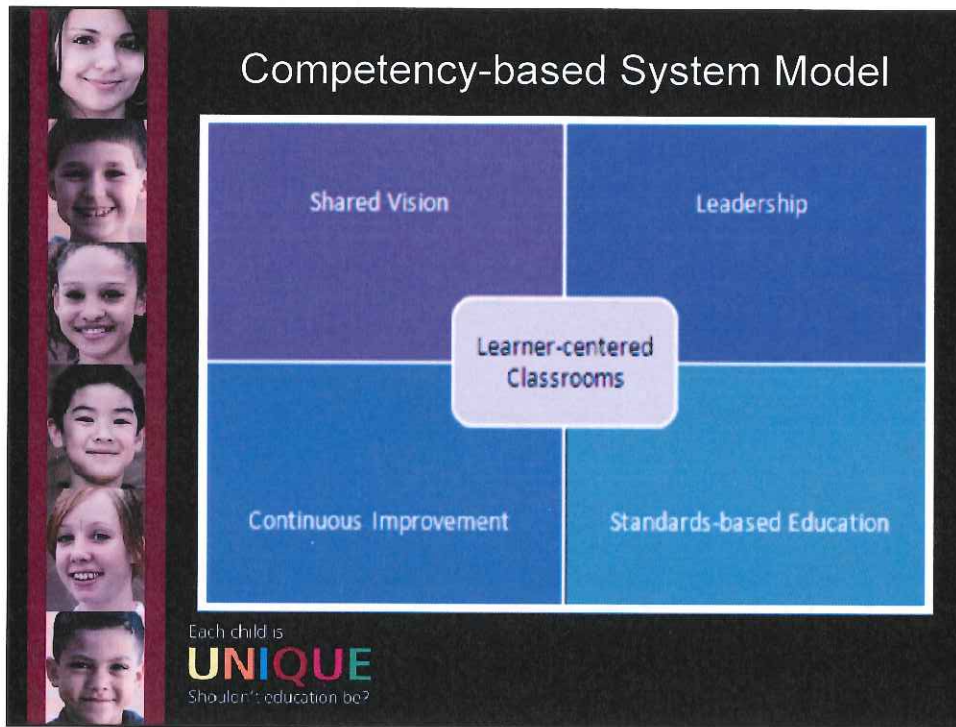 Competency-based System Model
Shared Vision
Leadership
Learner-centered
Classrooms
Continuous Improvement
Standards-based Education
Each child is
UNIQUE
Shouldn't education be?